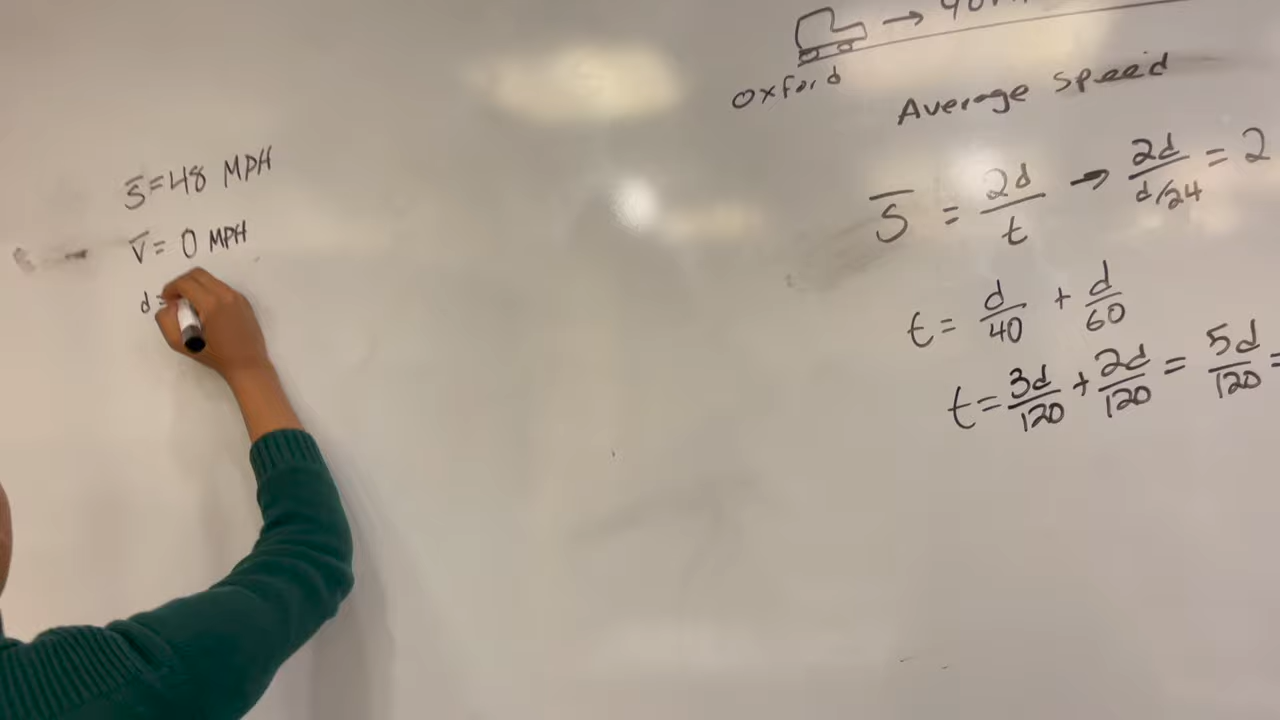 S̅ = 48 MPH
V̅ = 0 MPH
d =
→ 40
Oxford
Average Speed
S̅ = 2d/t → 2d/d/24 = 2
t = d/40 + d/60
t = 3d/120 + 2d/120 = 5d/120 =